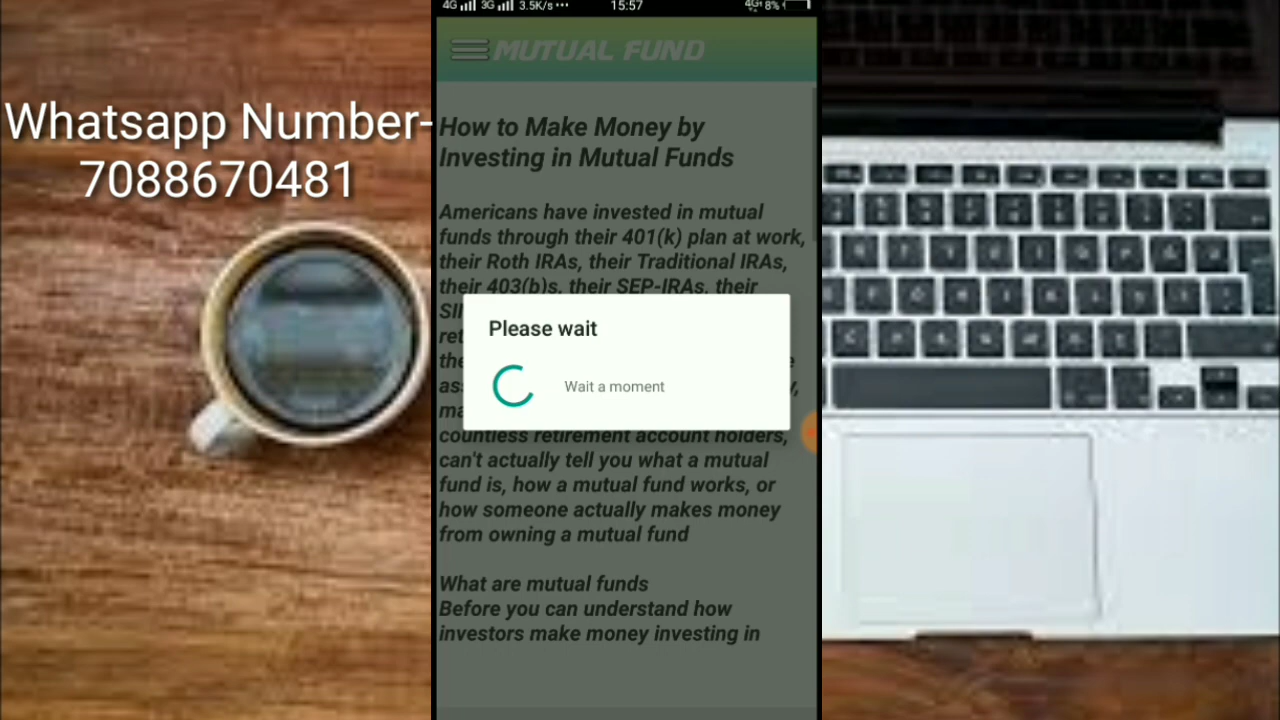 Whatsapp Number-
7088670481
4G 3G 3.5K/s ••• 15:57 4G 8%
MUTUAL FUND
How to Make Money by
Investing in Mutual Funds
Americans have invested in mutual
funds through their 401(k) plan at work,
their Roth IRAs, their Traditional IRAs,
their 403(b)s, their SEP-IRAs, their
Please wait
Wait a moment
countless retirement account holders,
can't actually tell you what a mutual
fund is, how a mutual fund works, or
how someone actually makes money
from owning a mutual fund
What are mutual funds
Before you can understand how
investors make money investing in